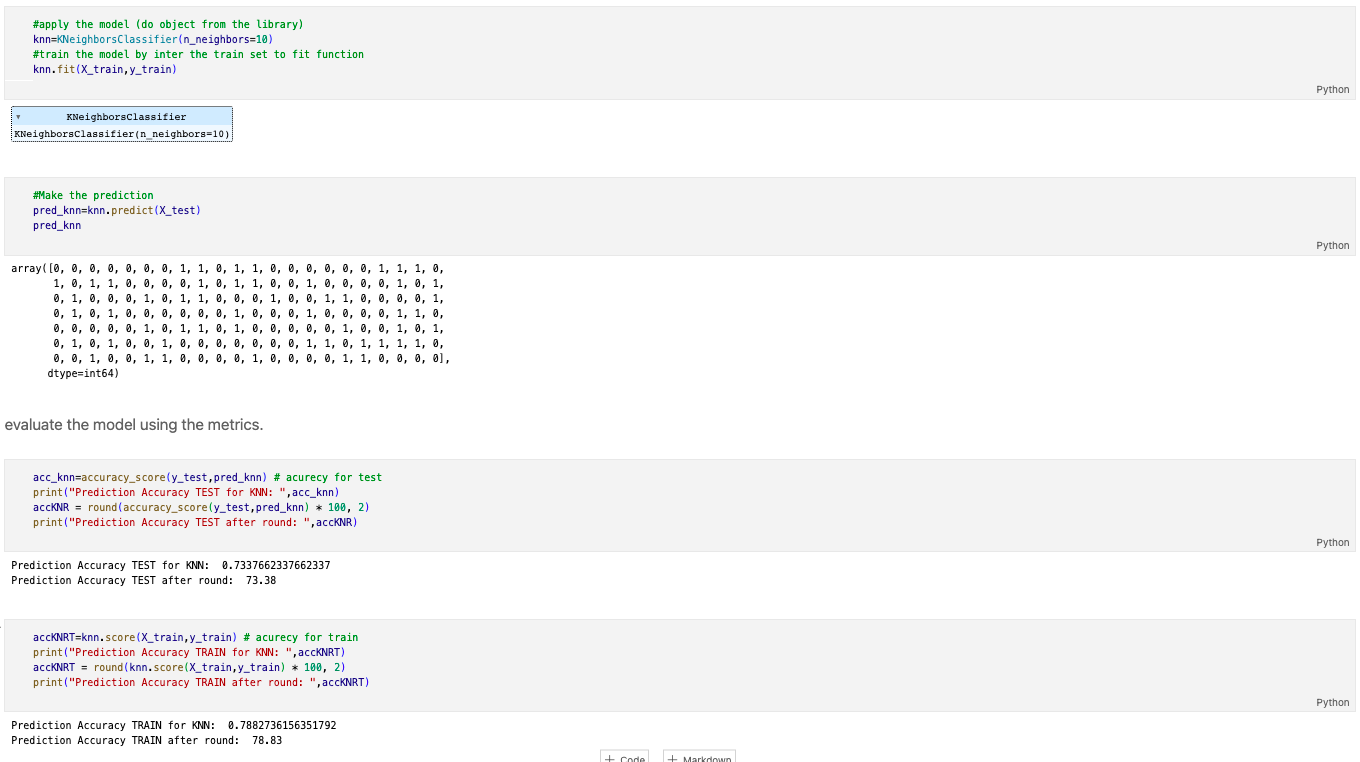 #apply the model (do object from the library)
knn=KNeighborsClassifier(n_neighbors=10)
#train the model by inter the train set to fit function
knn.fit(X_train,y_train)
Python
▾ KNeighborsClassifier
KNeighborsClassifier(n_neighbors=10)
#Make the prediction
pred_knn=knn.predict(X_test)
pred_knn
Python
array([0, 0, 0, 0, 0, 0, 0, 1, 1, 0, 1, 1, 0, 0, 0, 0, 0, 0, 1, 1, 1, 0,
1, 0, 1, 1, 0, 0, 0, 0, 1, 0, 1, 1, 0, 0, 1, 0, 0, 0, 0, 1, 0, 1,
0, 1, 0, 0, 0, 1, 0, 1, 1, 0, 0, 0, 1, 0, 0, 1, 1, 0, 0, 0, 0, 1,
0, 1, 0, 1, 0, 0, 0, 0, 0, 0, 1, 0, 0, 0, 1, 0, 0, 0, 0, 1, 1, 0,
0, 0, 0, 0, 0, 1, 0, 1, 1, 0, 1, 0, 0, 0, 0, 0, 1, 0, 0, 1, 0, 1,
0, 1, 0, 1, 0, 0, 1, 0, 0, 0, 0, 0, 0, 0, 1, 1, 0, 1, 1, 1, 1, 0,
0, 0, 1, 0, 0, 1, 1, 0, 0, 0, 0, 1, 0, 0, 0, 0, 1, 1, 0, 0, 0, 0],
dtype=int64)
evaluate the model using the metrics.
acc_knn=accuracy_score(y_test,pred_knn) # acurecy for test
print("Prediction Accuracy TEST for KNN: ",acc_knn)
accKNR = round(accuracy_score(y_test,pred_knn) * 100, 2)
print("Prediction Accuracy TEST after round: ",accKNR)
Python
Prediction Accuracy TEST for KNN:  0.7337662337662337
Prediction Accuracy TEST after round:  73.38
accKNRT=knn.score(X_train,y_train) # acurecy for train
print("Prediction Accuracy TRAIN for KNN: ",accKNRT)
accKNRT = round(knn.score(X_train,y_train) * 100, 2)
print("Prediction Accuracy TRAIN after round: ",accKNRT)
Python
Prediction Accuracy TRAIN for KNN:  0.7882736156351792
Prediction Accuracy TRAIN after round:  78.83
+ Code + Markdown